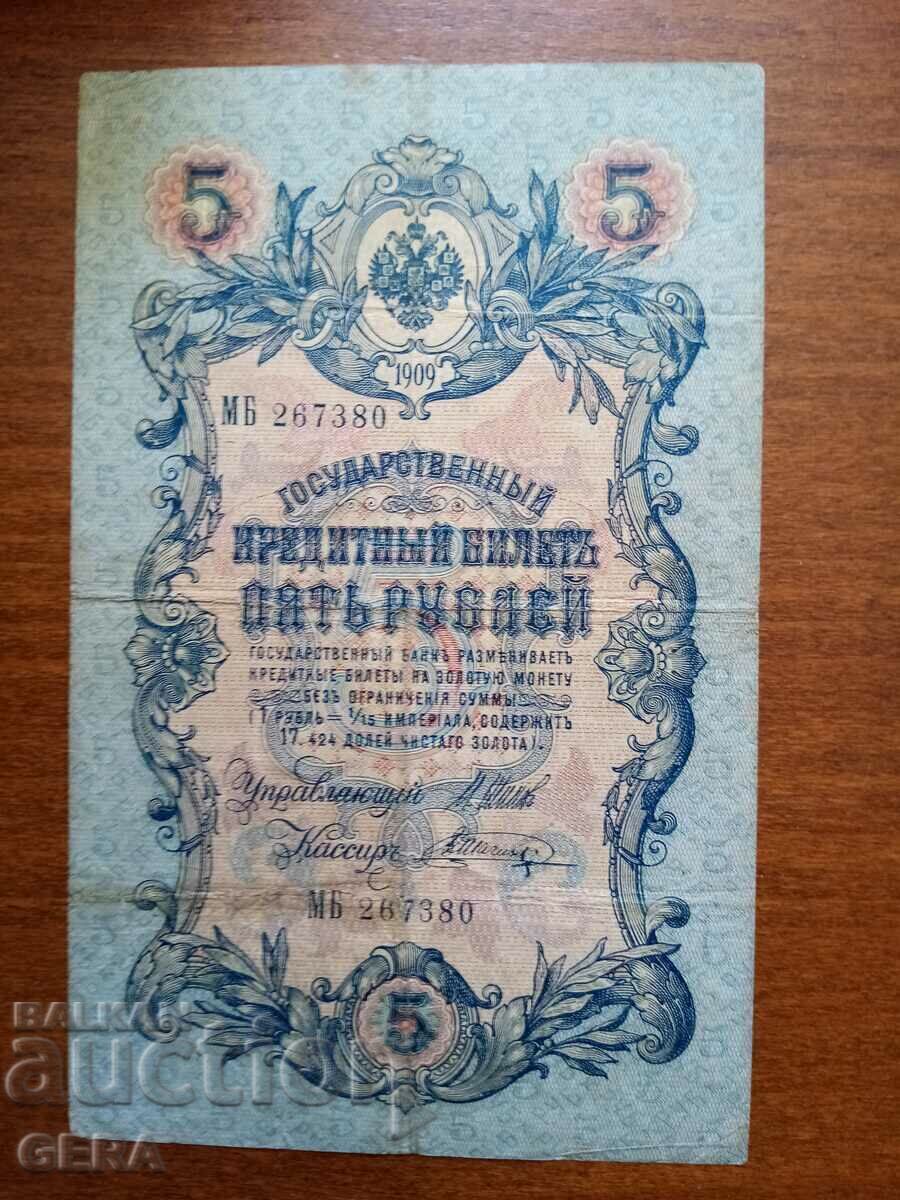 5 5
1909
МБ 267380
ГОСУДАРСТВЕННЫЙ
КРЕДИТНЫЙ БИЛЕТЪ
ПЯТЬ РУБЛЕЙ
ГОСУДАРСТВЕННЫЙ БАНКЪ РАЗМѢНИВАЕТЪ
КРЕДИТНЫЕ БИЛЕТЫ НА ЗОЛОТУЮ МОНЕТУ
БЕЗЪ ОГРАНИЧЕНІЯ СУММЫ
(1 РУБЛЬ = 1/15 ИМПЕРІАЛА, СОДЕРЖИТЪ
17.424 ДОЛЕЙ ЧИСТАГО ЗОЛОТА).
Управляющий
Кассиръ
МБ 267380
5
BALKAN
auction
GERA